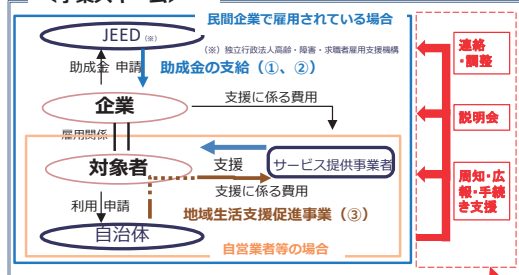 民間企業で雇用されている場合
JEED（※）
（※）独立行政法人高齢・障害・求職者雇用支援機構
助成金 申請
助成金の支給（①、②）
企業
支援に係る費用
雇用関係
対象者
支援
サービス提供事業者
支援に係る費用
利用 申請
地域生活支援促進事業（③）
自治体
自営業者等の場合
連絡
・調整
説明会
周知・広
報・手続
き支援